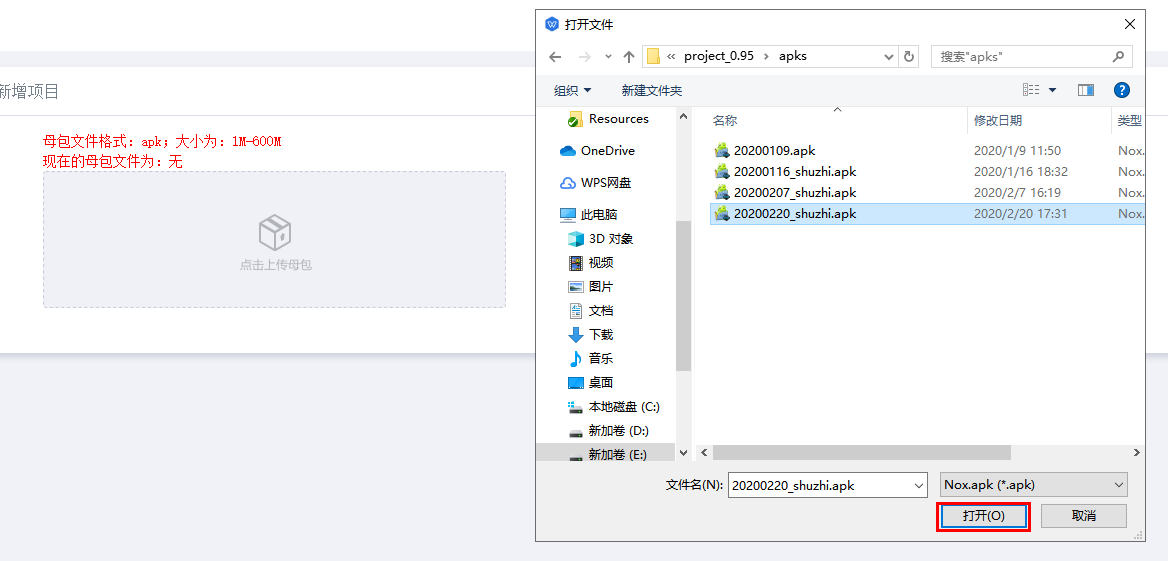 新增项目
母包文件格式：apk；大小为：1M-600M
现在的母包文件为：无
点击上传母包
打开文件
« project_0.95 › apks
搜索"apks"
组织
新建文件夹
Resources
OneDrive
WPS网盘
此电脑
3D 对象
视频
图片
文档
下载
音乐
桌面
本地磁盘 (C:)
新加卷 (D:)
新加卷 (E:)
名称 修改日期 类型
20200109.apk 2020/1/9 11:50 Nox.
20200116_shuzhi.apk 2020/1/16 18:32 Nox.
20200207_shuzhi.apk 2020/2/7 16:19 Nox.
20200220_shuzhi.apk 2020/2/20 17:31 Nox.
文件名(N): 20200220_shuzhi.apk Nox.apk (*.apk)
打开(O) 取消